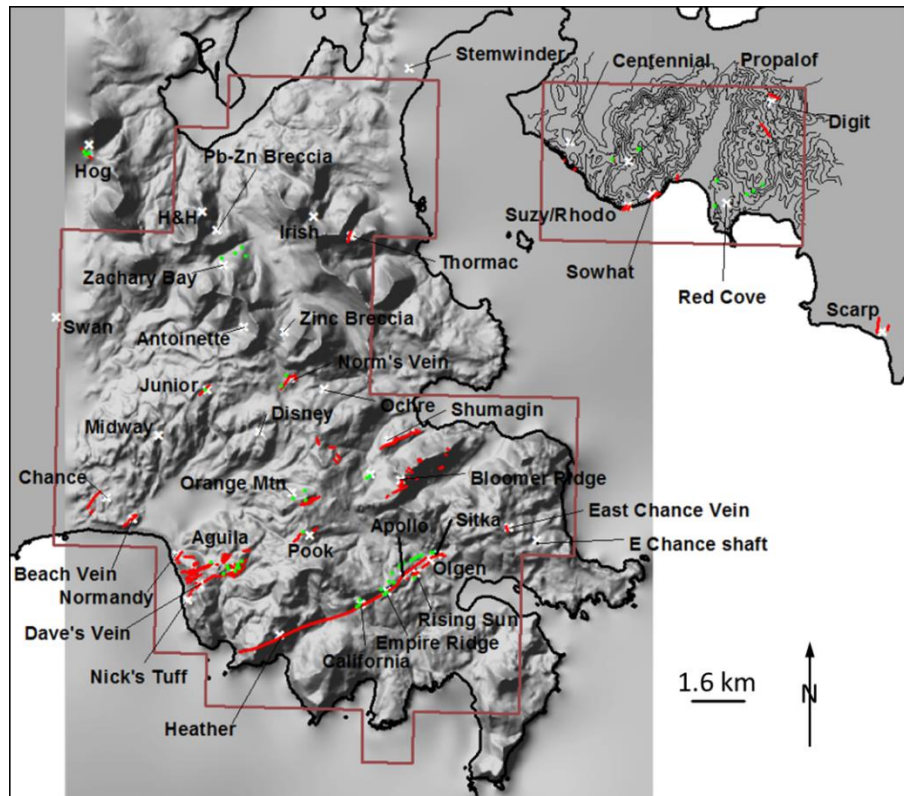 Stemwinder
Centennial
Propalof
Digit
Hog
Pb-Zn Breccia
H&H
Irish
Suzy/Rhodo
Thormac
Sowhat
Zachary Bay
Red Cove
Swan
Zinc Breccia
Scarp
Antoinette
Norm's Vein
Junior
Ochre
Shumagin
Disney
Midway
Chance
Orange Mtn
Bloomer Ridge
East Chance Vein
Apollo
Sitka
Aguila
Pook
E Chance shaft
Beach Vein
Olgen
Normandy
Rising Sun
Dave's Vein
Empire Ridge
California
Nick's Tuff
Heather
1.6 km
N